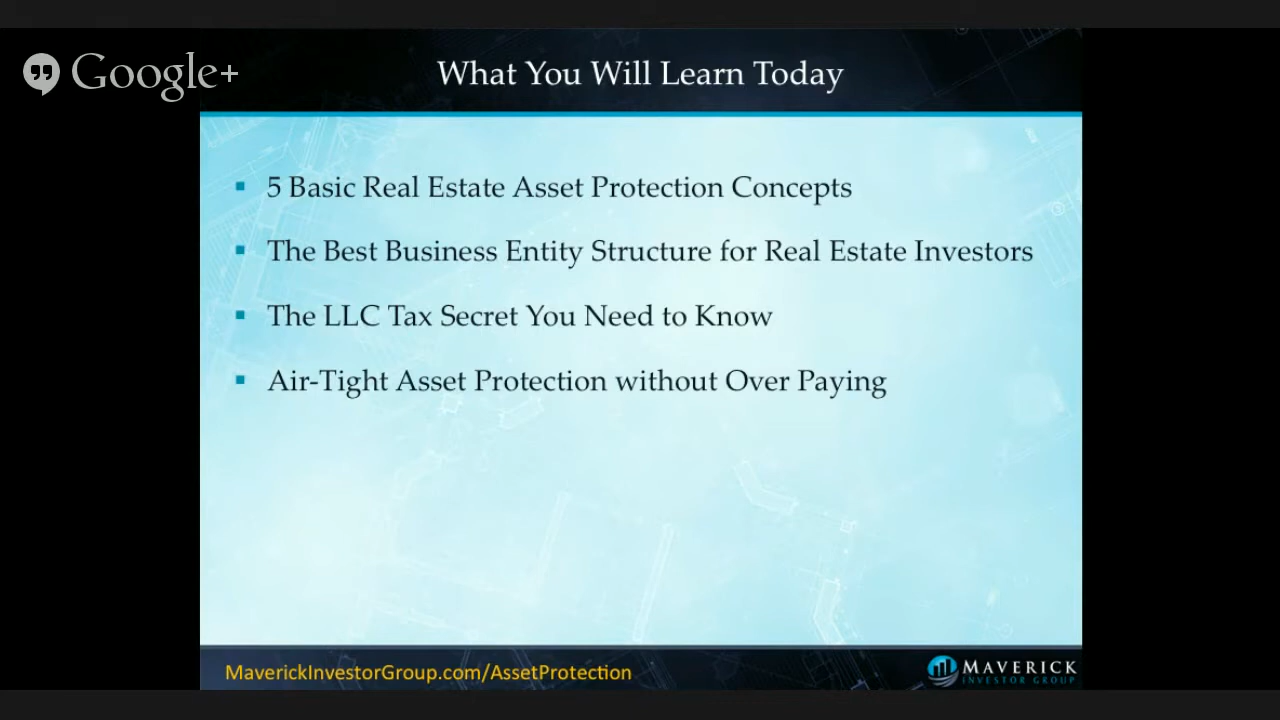 Google+
What You Will Learn Today
5 Basic Real Estate Asset Protection Concepts
The Best Business Entity Structure for Real Estate Investors
The LLC Tax Secret You Need to Know
Air-Tight Asset Protection without Over Paying
MaverickInvestorGroup.com/AssetProtection
MAVERICK
INVESTOR GROUP